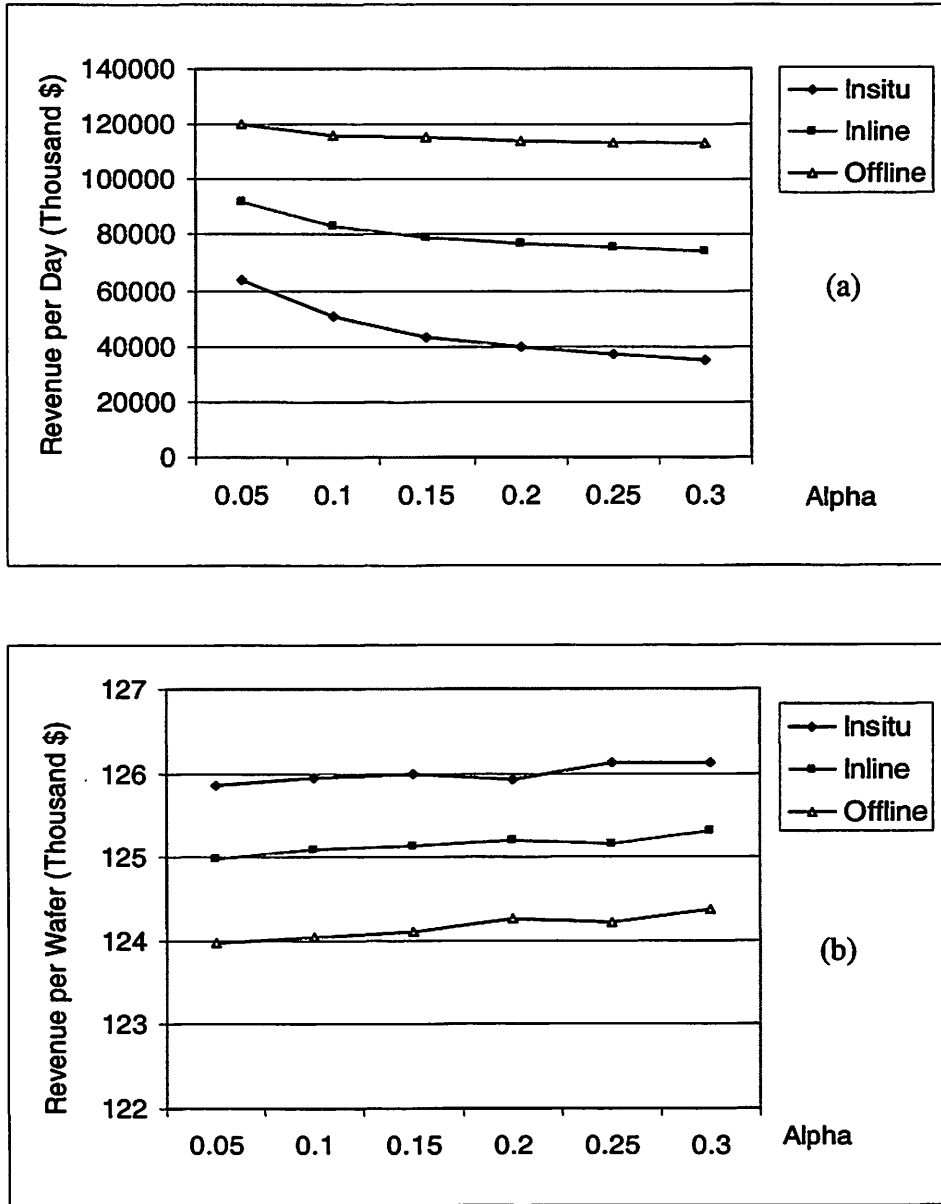 140000
120000
100000
80000
60000
40000
20000
0
Revenue per Day (Thousand $)
0.05 0.1 0.15 0.2 0.25 0.3 Alpha
Insitu
Inline
Offline
(a)
127
126
125
124
123
122
Revenue per Wafer (Thousand $)
0.05 0.1 0.15 0.2 0.25 0.3 Alpha
Insitu
Inline
Offline
(b)